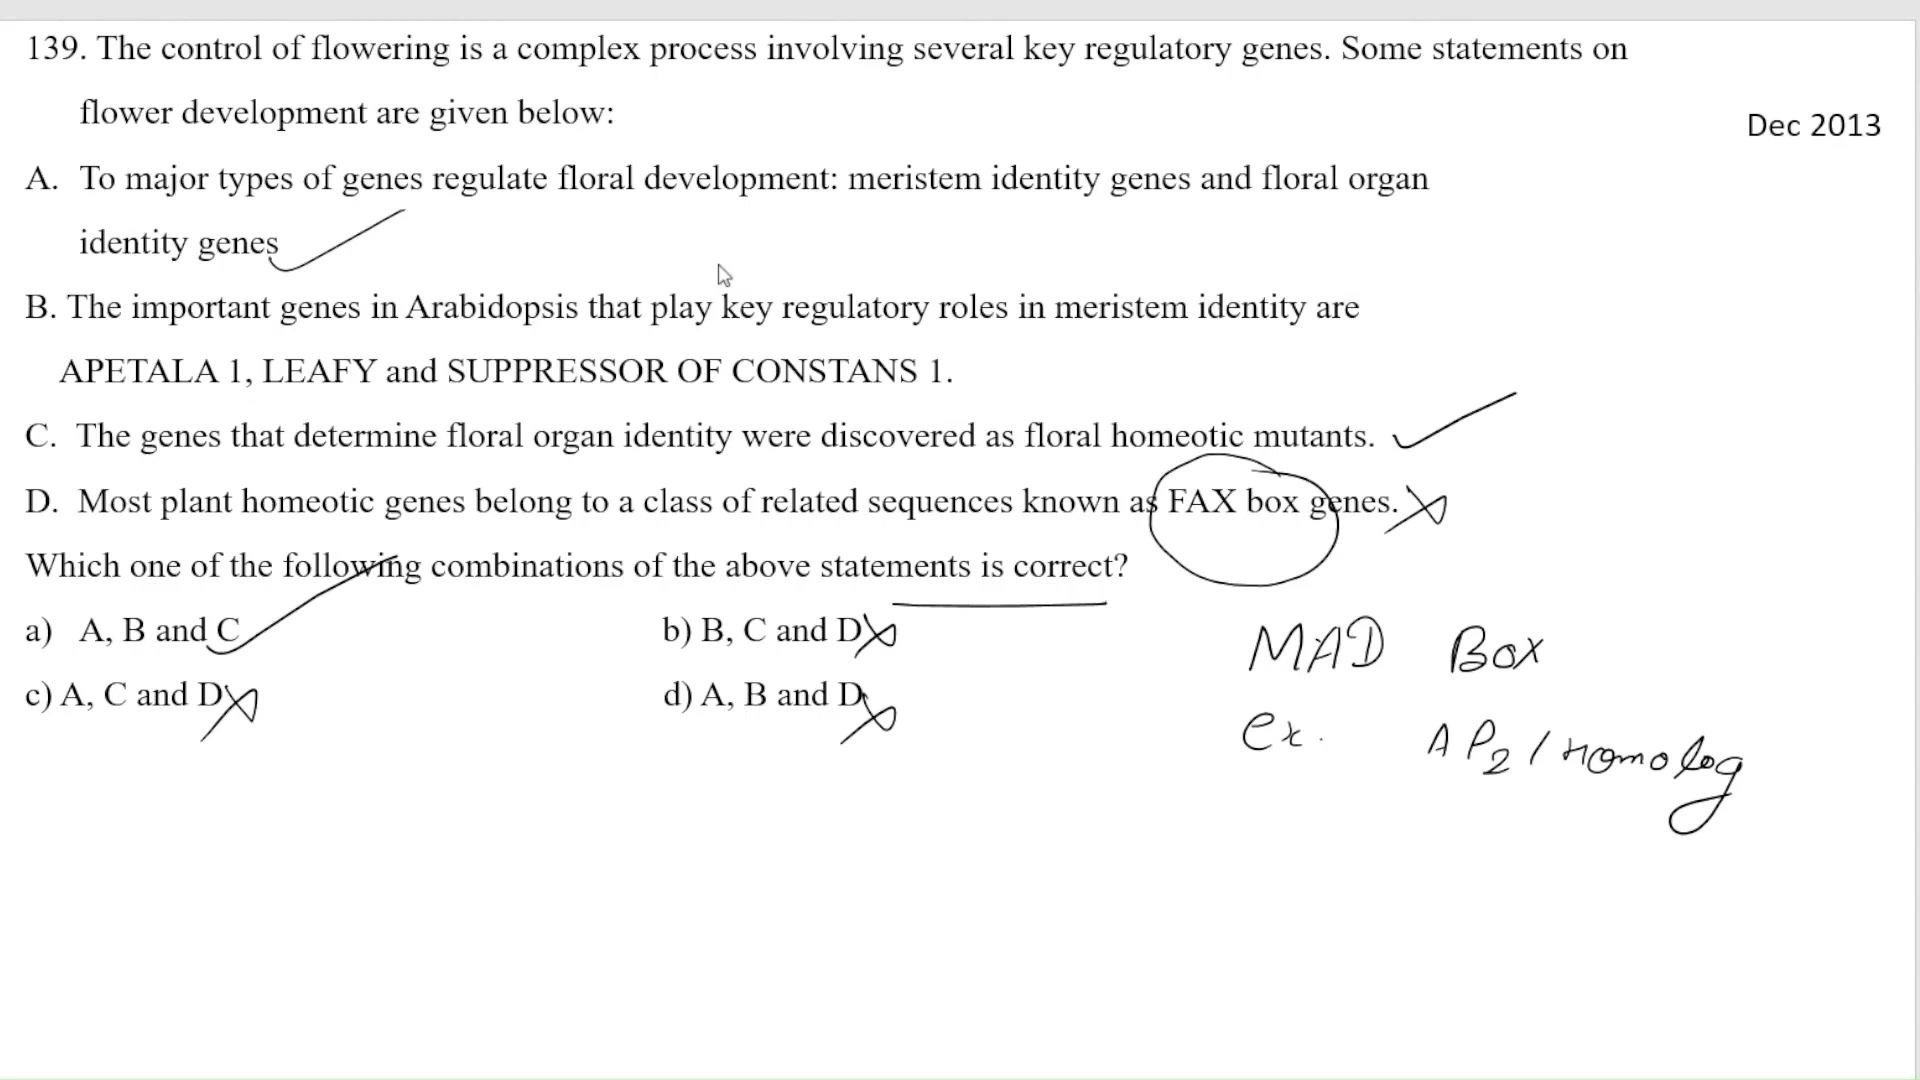 139. The control of flowering is a complex process involving several key regulatory genes. Some statements on
flower development are given below:
Dec 2013
A. To major types of genes regulate floral development: meristem identity genes and floral organ
identity genes
B. The important genes in Arabidopsis that play key regulatory roles in meristem identity are
APETALA 1, LEAFY and SUPPRESSOR OF CONSTANS 1.
C. The genes that determine floral organ identity were discovered as floral homeotic mutants.
D. Most plant homeotic genes belong to a class of related sequences known as FAX box genes.
Which one of the following combinations of the above statements is correct?
a) A, B and C
b) B, C and D
c) A, C and D
d) A, B and D
MAD Box
ex. AP2 / Homolog